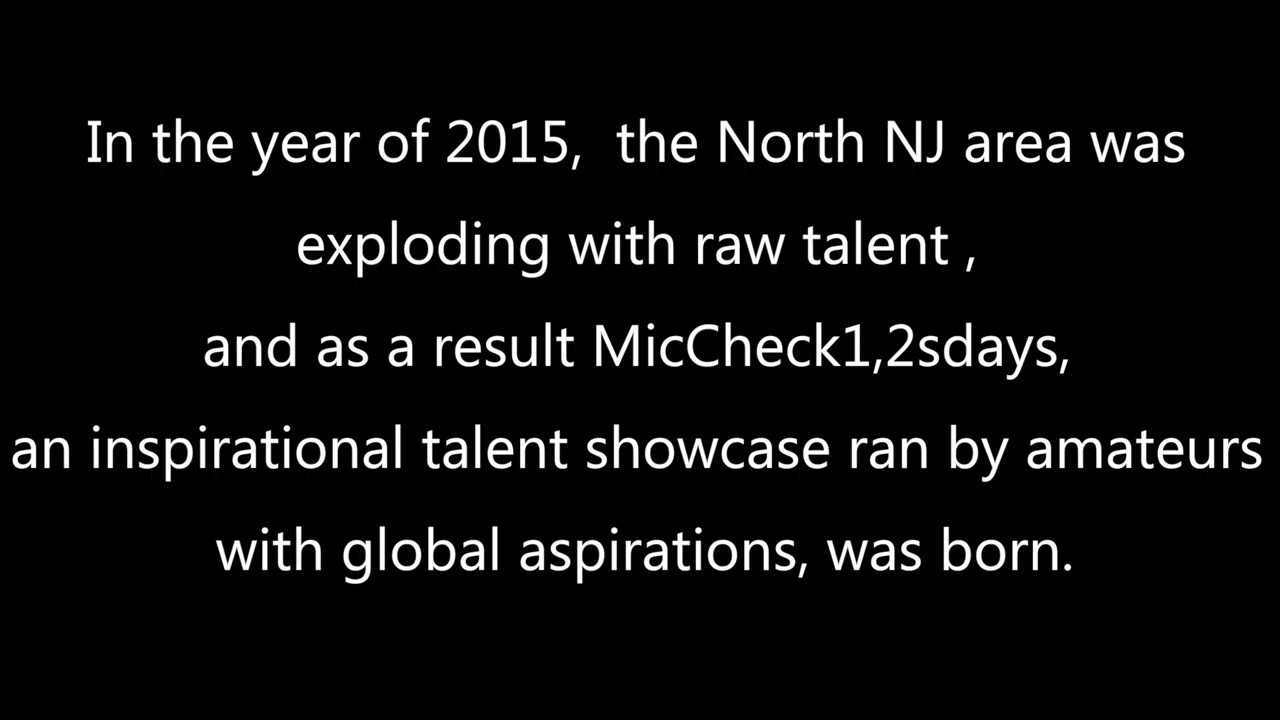 In the year of 2015,  the North NJ area was
exploding with raw talent ,
and as a result MicCheck1,2sdays,
an inspirational talent showcase ran by amateurs
with global aspirations, was born.